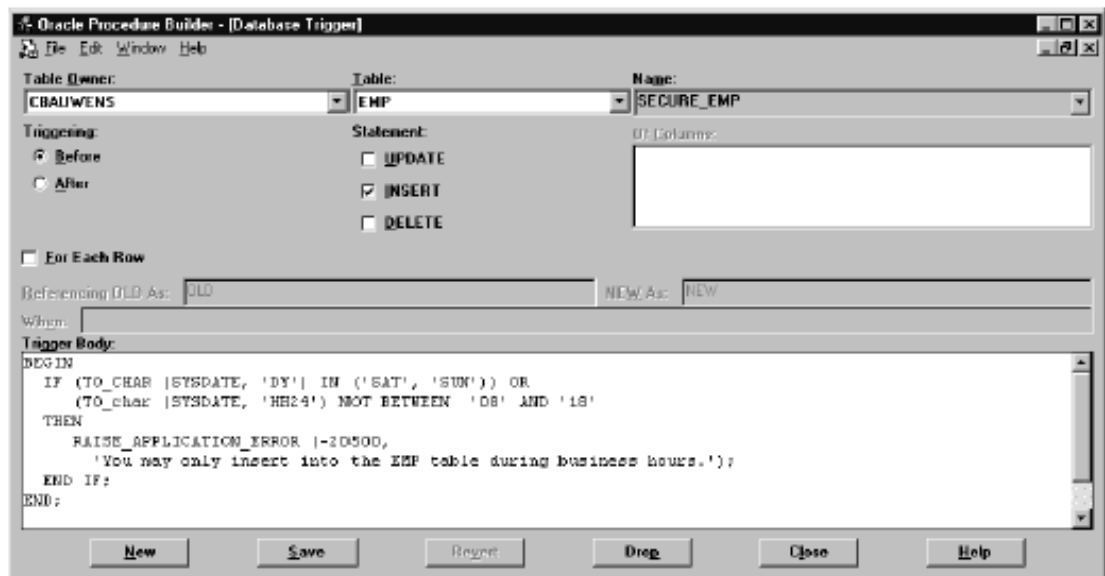 Oracle Procedure Builder - [Database Trigger]
File Edit Window Help
Table Owner: Table: Name:
CBAUWENS EMP SECURE_EMP
Triggering: Statement: Of Columns:
Before UPDATE
After INSERT
DELETE
For Each Row
Referencing OLD As: OLD NEW As: NEW
When:
Trigger Body:
BEGIN
IF (TO_CHAR (SYSDATE, 'DY') IN ('SAT', 'SUN')) OR
(TO_char (SYSDATE, 'HH24') NOT BETWEEN '08' AND '18'
THEN
RAISE_APPLICATION_ERROR (-20500,
'You may only insert into the EMP table during business hours.');
END IF;
END;
New Save Revert Drop Close Help